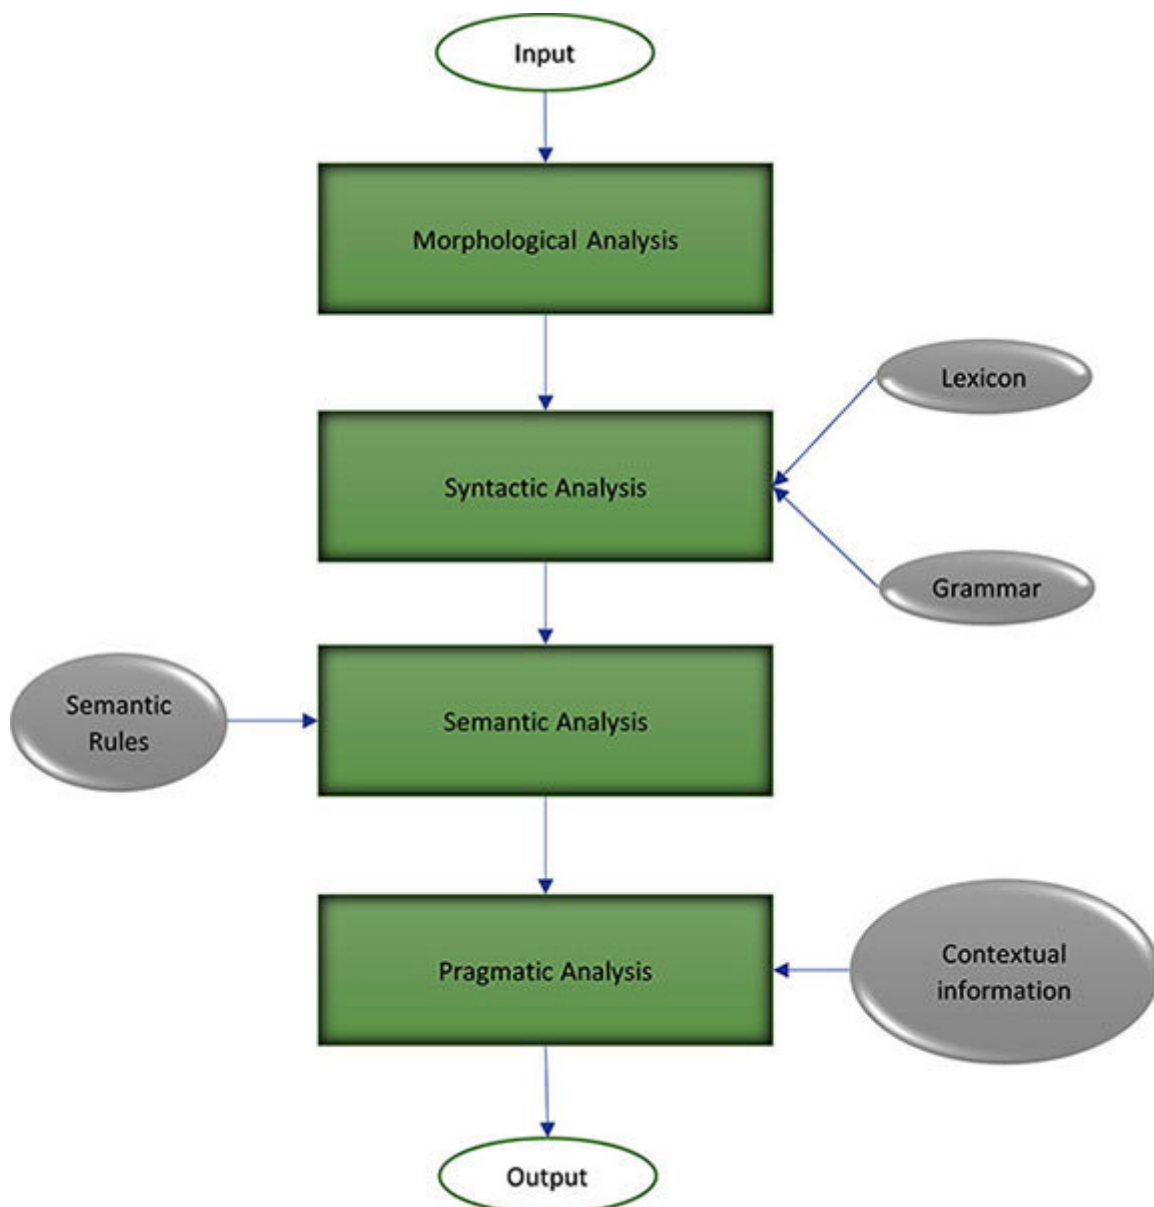 Input
Morphological Analysis
Lexicon
Syntactic Analysis
Grammar
Semantic
Rules
Semantic Analysis
Pragmatic Analysis
Contextual
information
Output